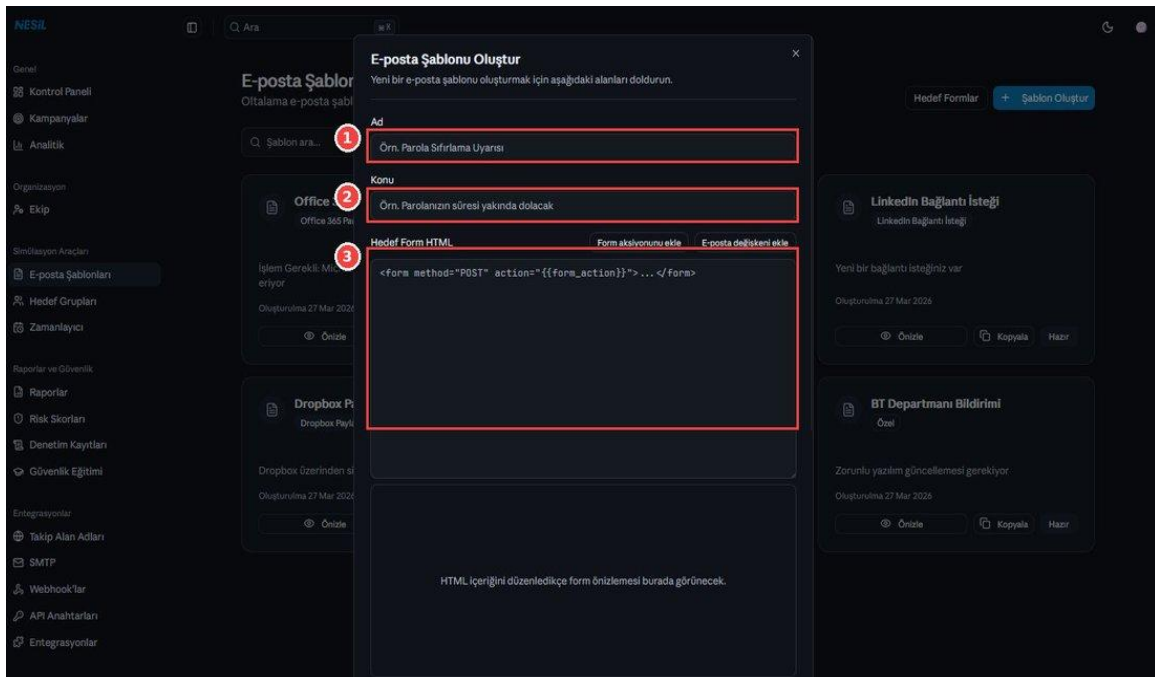 NESİL
Ara
⌘ K
Genel
Kontrol Paneli
Kampanyalar
Analitik
Organizasyon
Ekip
Simülasyon Araçları
E-posta Şablonları
Hedef Grupları
Zamanlayıcı
Raporlar ve Güvenlik
Raporlar
Risk Skorları
Denetim Kayıtları
Güvenlik Eğitimi
Entegrasyonlar
Takip Alan Adları
SMTP
Webhook'lar
API Anahtarları
Entegrasyonlar
E-posta Şablon
Oltalama e-posta şabl
Hedef Formlar
+ Şablon Oluştur
Şablon ara...
Office
Office 365 Pa
İşlem Gerekli: Mic
eriyor
Oluşturulma 27 Mar 2026
Önizle
Dropbox Pa
Dropbox Payla
Dropbox üzerinden si
Oluşturulma 27 Mar 2026
Önizle
E-posta Şablonu Oluştur
×
Yeni bir e-posta şablonu oluşturmak için aşağıdaki alanları doldurun.
Ad
1
Örn. Parola Sıfırlama Uyarısı
Konu
2
Örn. Parolanızın süresi yakında dolacak
Hedef Form HTML
Form aksiyonunu ekle
E-posta değişkeni ekle
3
<form method="POST" action="{{form_action}}">...</form>
HTML içeriğini düzenledikçe form önizlemesi burada görünecek.
LinkedIn Bağlantı İsteği
LinkedIn Bağlantı İsteği
Yeni bir bağlantı isteğiniz var
Oluşturulma 27 Mar 2026
Önizle
Kopyala
Hazır
BT Departmanı Bildirimi
Özel
Zorunlu yazılım güncellemesi gerekiyor
Oluşturulma 27 Mar 2026
Önizle
Kopyala
Hazır